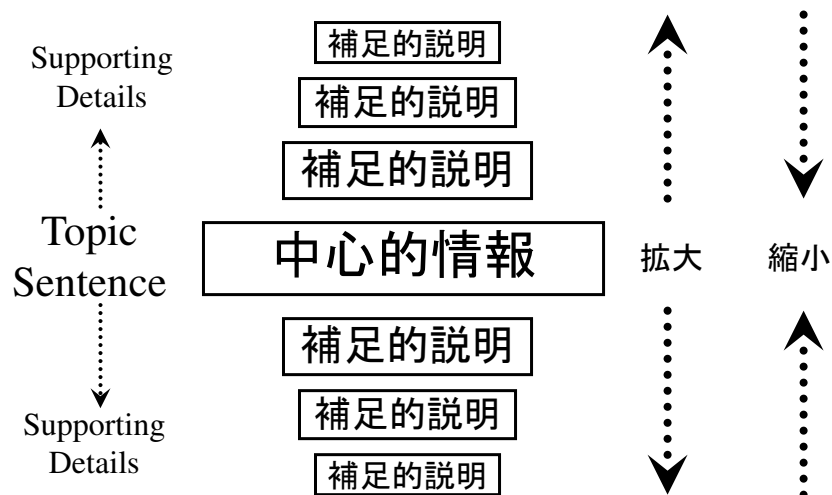 補足的説明
Supporting
Details
補足的説明
補足的説明
Topic
Sentence
中心的情報
拡大
縮小
補足的説明
補足的説明
Supporting
Details
補足的説明